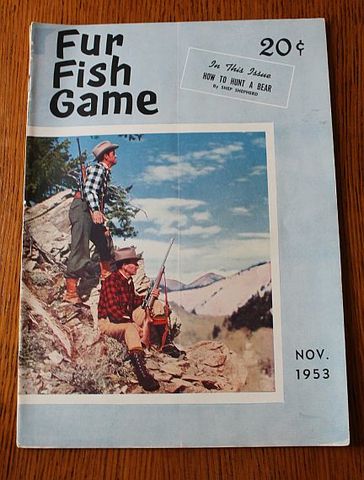 Fur
Fish
Game
20¢
In This Issue
HOW TO HUNT A BEAR
By SHEP SHEPHERD
NOV.
1953